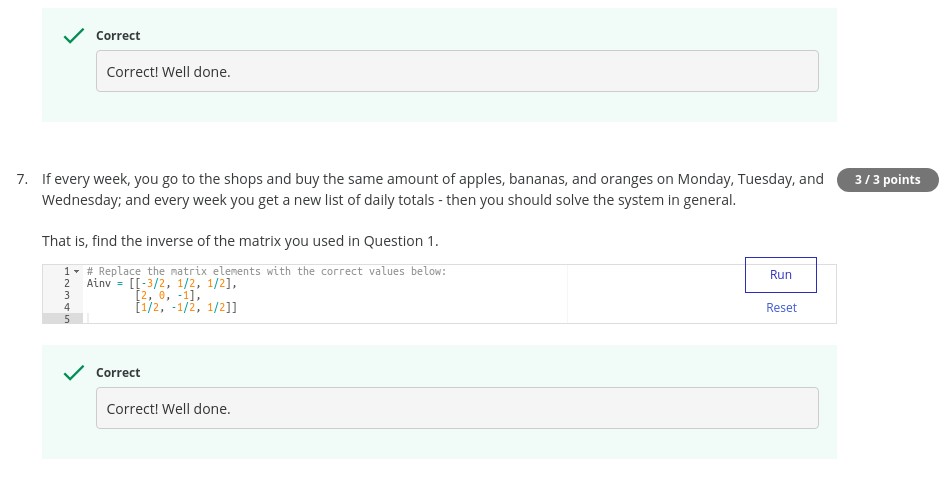 Correct
Correct! Well done.
7. If every week, you go to the shops and buy the same amount of apples, bananas, and oranges on Monday, Tuesday, and
3 / 3 points
Wednesday; and every week you get a new list of daily totals - then you should solve the system in general.
That is, find the inverse of the matrix you used in Question 1.
1 # Replace the matrix elements with the correct values below:
2 Ainv = [[-3/2, 1/2, 1/2],
3 [2, 0, -1],
4 [1/2, -1/2, 1/2]]
5
Run
Reset
Correct
Correct! Well done.